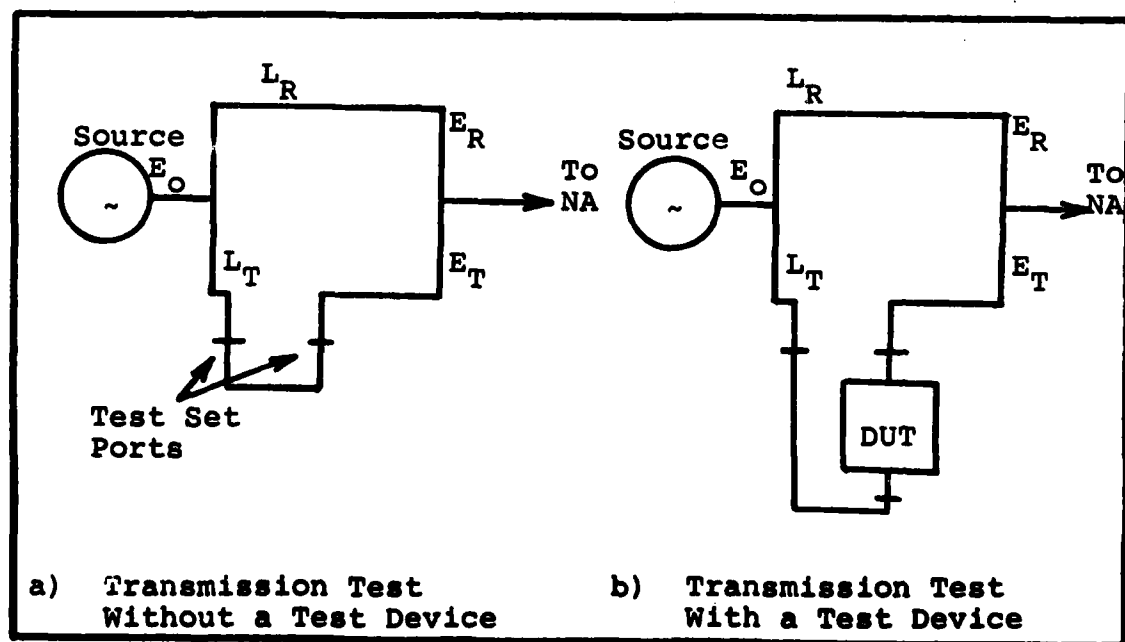 L_R
Source
E_O
E_R
To
NA
L_T
E_T
Test Set
Ports
a) Transmission Test
Without a Test Device
L_R
Source
E_O
E_R
To
NA
L_T
E_T
DUT
b) Transmission Test
With a Test Device
~
~